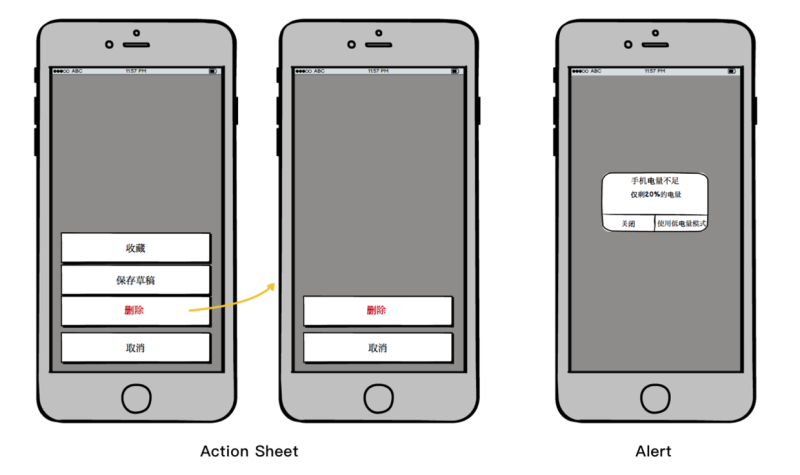 ABC 11:57 PM
收藏
保存草稿
删除
取消
ABC 11:57 PM
删除
取消
Action Sheet
ABC 11:57 PM
手机电量不足
仅剩20%的电量
关闭 使用低电量模式
Alert